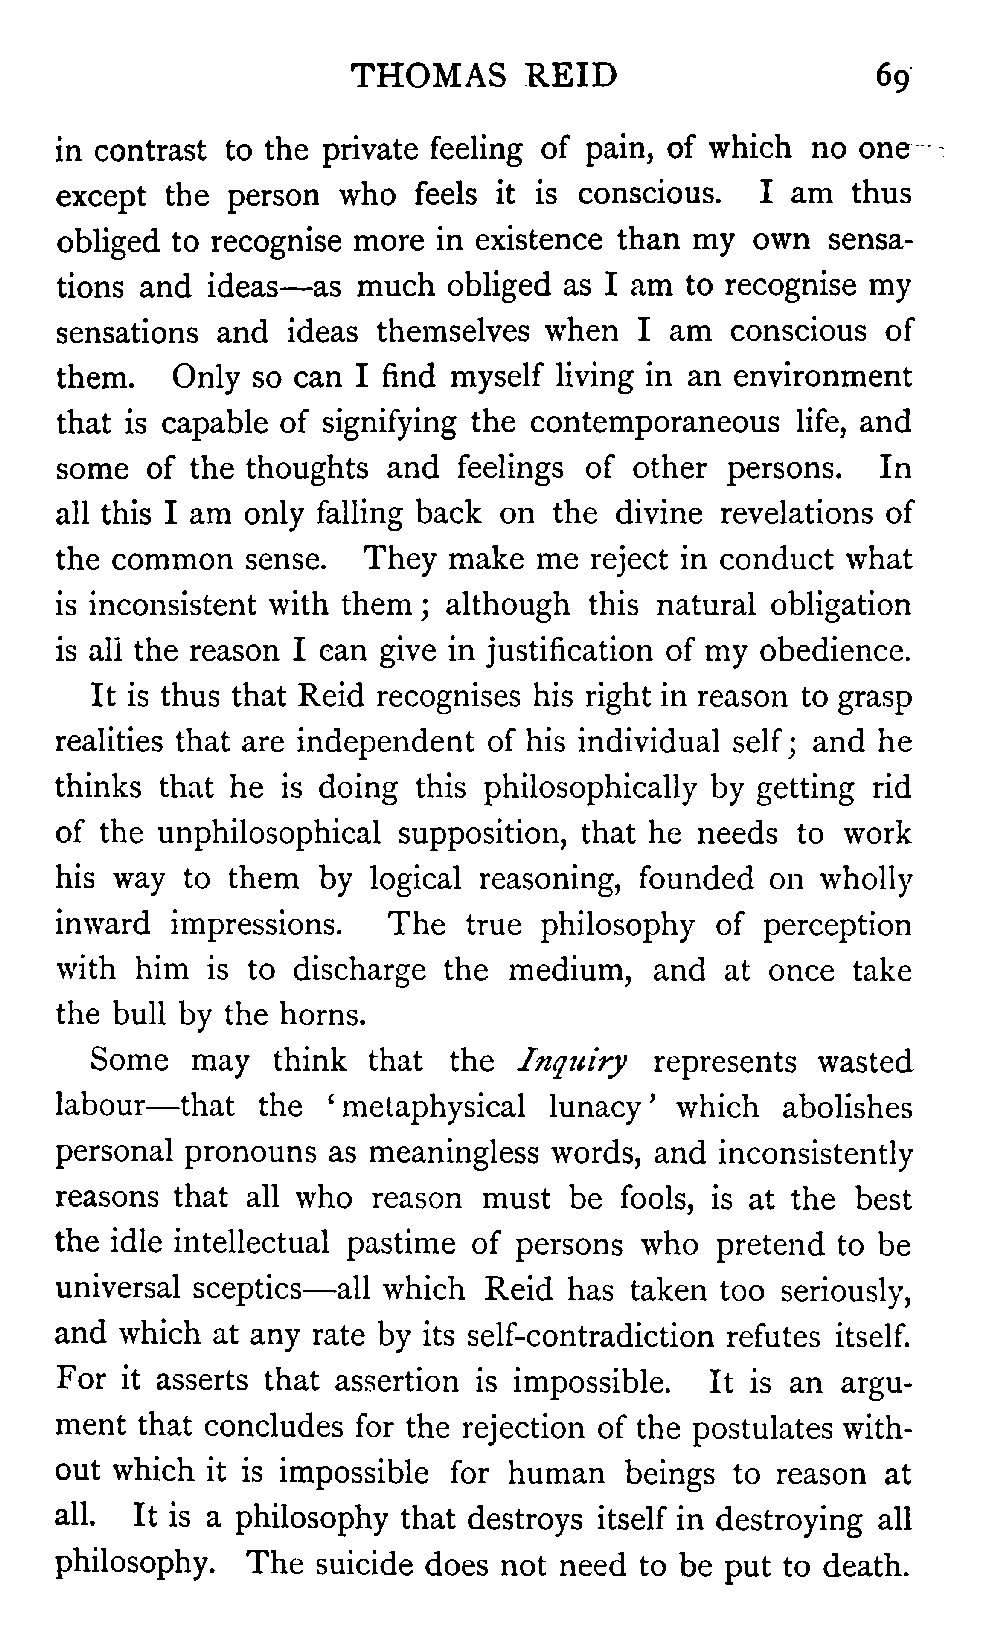 THOMAS REID 69
in contrast to the private feeling of pain, of which no one
except the person who feels it is conscious. I am thus
obliged to recognise more in existence than my own sensa-
tions and ideas—as much obliged as I am to recognise my
sensations and ideas themselves when I am conscious of
them. Only so can I find myself living in an environment
that is capable of signifying the contemporaneous life, and
some of the thoughts and feelings of other persons. In
all this I am only falling back on the divine revelations of
the common sense. They make me reject in conduct what
is inconsistent with them; although this natural obligation
is all the reason I can give in justification of my obedience.
It is thus that Reid recognises his right in reason to grasp
realities that are independent of his individual self; and he
thinks that he is doing this philosophically by getting rid
of the unphilosophical supposition, that he needs to work
his way to them by logical reasoning, founded on wholly
inward impressions. The true philosophy of perception
with him is to discharge the medium, and at once take
the bull by the horns.
Some may think that the Inquiry represents wasted
labour—that the ‘metaphysical lunacy’ which abolishes
personal pronouns as meaningless words, and inconsistently
reasons that all who reason must be fools, is at the best
the idle intellectual pastime of persons who pretend to be
universal sceptics—all which Reid has taken too seriously,
and which at any rate by its self-contradiction refutes itself.
For it asserts that assertion is impossible. It is an argu-
ment that concludes for the rejection of the postulates with-
out which it is impossible for human beings to reason at
all. It is a philosophy that destroys itself in destroying all
philosophy. The suicide does not need to be put to death.